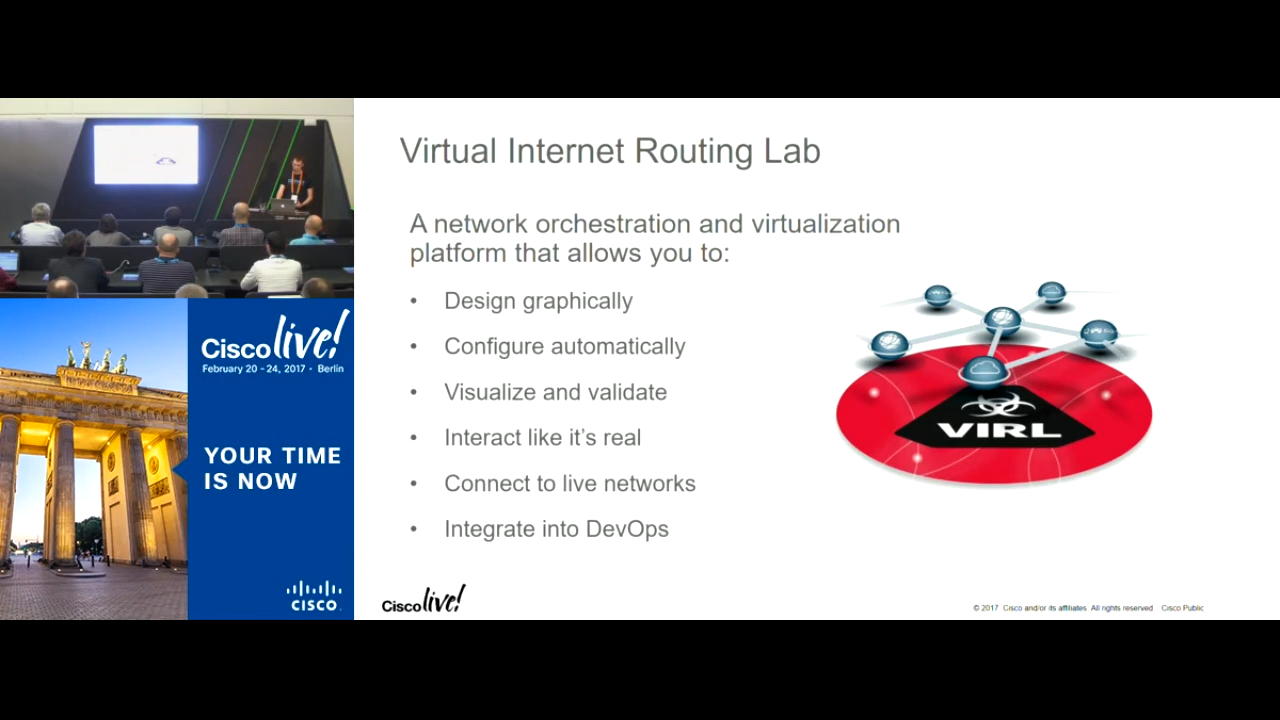 Virtual Internet Routing Lab
A network orchestration and virtualization
platform that allows you to:
• Design graphically
• Configure automatically
• Visualize and validate
• Interact like it's real
• Connect to live networks
• Integrate into DevOps
VIRL
Cisco live!
© 2017 Cisco and/or its affiliates All rights reserved Cisco Public
Cisco live!
February 20 - 24, 2017 · Berlin
YOUR TIME
IS NOW
CISCO.